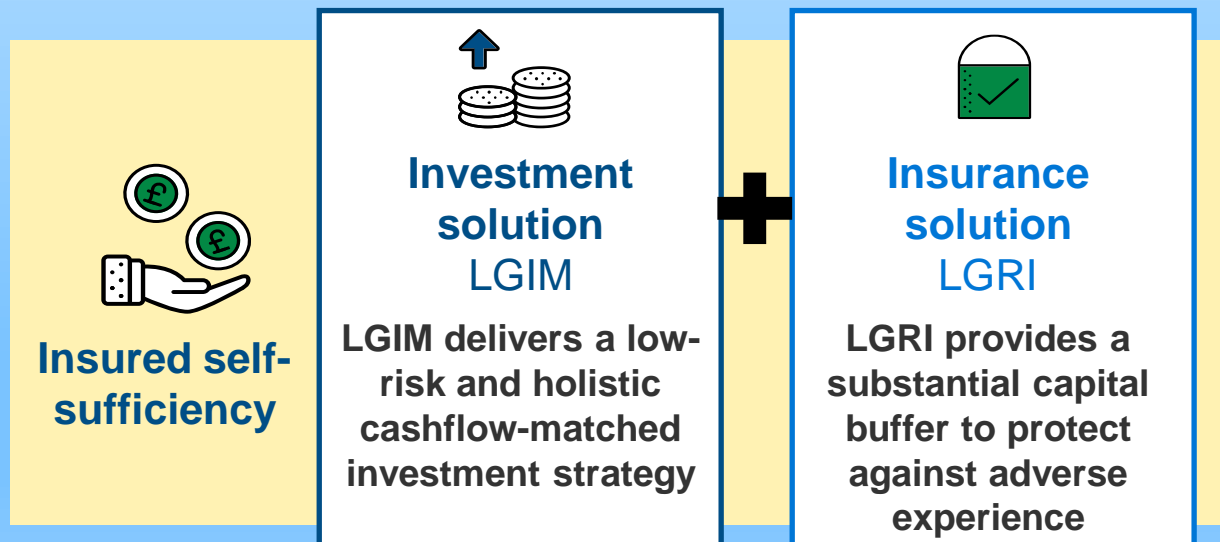 Insured self-
sufficiency
Investment
solution
LGIM
LGIM delivers a low-
risk and holistic
cashflow-matched
investment strategy
Insurance
solution
LGRI
LGRI provides a
substantial capital
buffer to protect
against adverse
experience